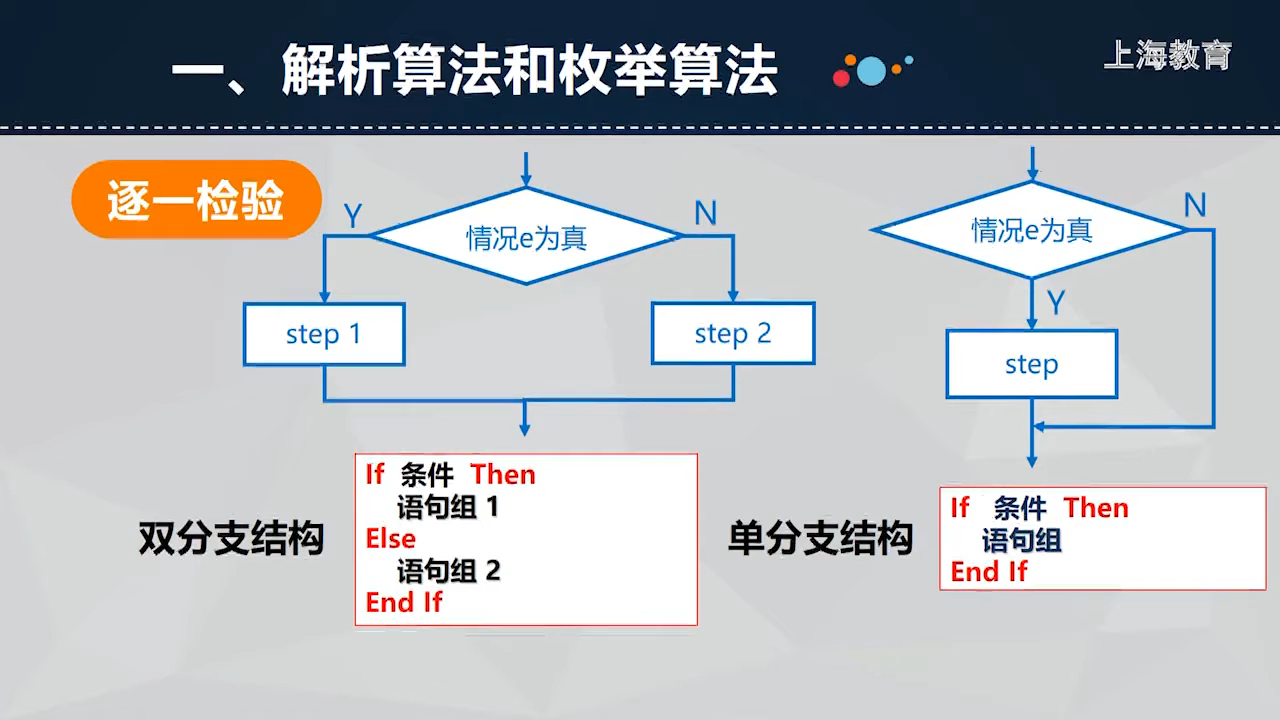 一、解析算法和枚举算法
上海教育
逐一检验
Y
情况e为真
N
step 1
step 2
情况e为真
N
Y
step
双分支结构
If 条件 Then
语句组 1
Else
语句组 2
End If
单分支结构
If 条件 Then
语句组
End If